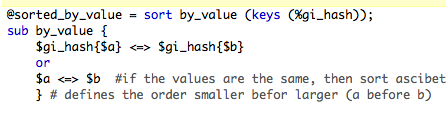 @sorted_by_value = sort by_value (keys (%gi_hash));
sub by_value {
$gi_hash{$a} <=> $gi_hash{$b}
or
$a <=> $b #if the values are the same, then sort ascibet
} # defines the order smaller befor larger (a before b)